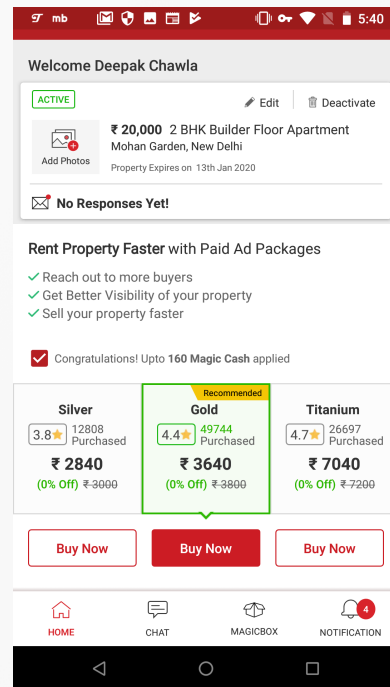 mb
5:40
Welcome Deepak Chawla
ACTIVE
Edit
Deactivate
₹ 20,000 2 BHK Builder Floor Apartment
Mohan Garden, New Delhi
Add Photos
Property Expires on 13th Jan 2020
No Responses Yet!
Rent Property Faster with Paid Ad Packages
Reach out to more buyers
Get Better Visibility of your property
Sell your property faster
Congratulations! Upto 160 Magic Cash applied
Recommended
Silver
3.8
12808
Purchased
₹ 2840
(0% Off) ₹ 3000
Gold
4.4
49744
Purchased
₹ 3640
(0% Off) ₹ 3800
Titanium
4.7
26697
Purchased
₹ 7040
(0% Off) ₹ 7200
Buy Now
Buy Now
Buy Now
4
HOME
CHAT
MAGICBOX
NOTIFICATION